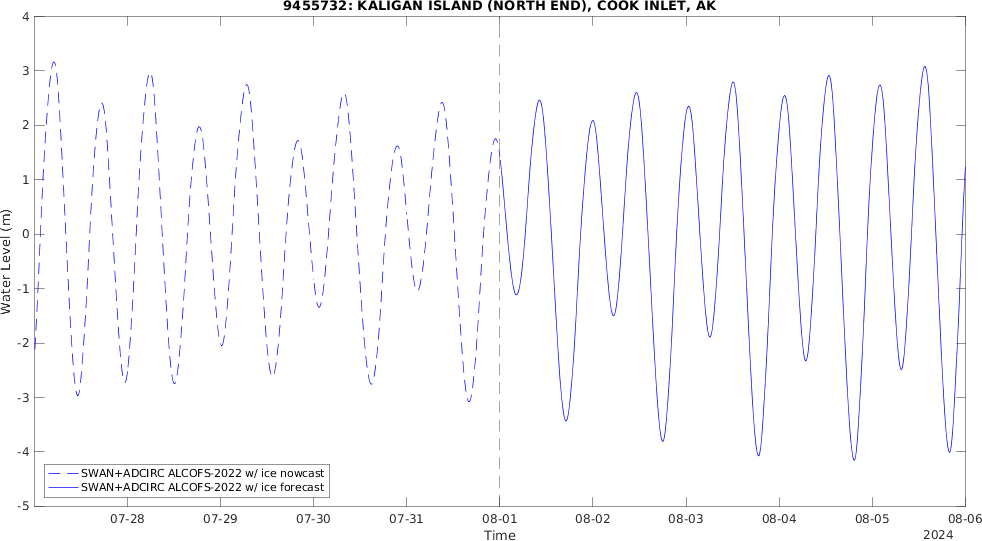 9455732: KALIGAN ISLAND (NORTH END), COOK INLET, AK
4
3
2
1
0
-1
-2
-3
-4
-5
Water Level (m)
SWAN+ADCIRC ALCOFS-2022 w/ ice nowcast
SWAN+ADCIRC ALCOFS-2022 w/ ice forecast
07-28 07-29 07-30 07-31 08-01 08-02 08-03 08-04 08-05 08-06
Time
2024